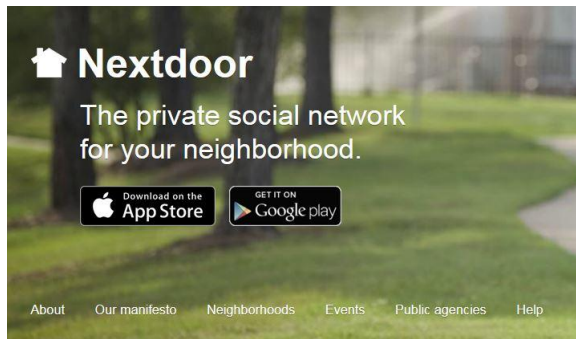 Nextdoor
The private social network
for your neighborhood.
Download on the
App Store
GET IT ON
Google play
About Our manifesto Neighborhoods Events Public agencies Help